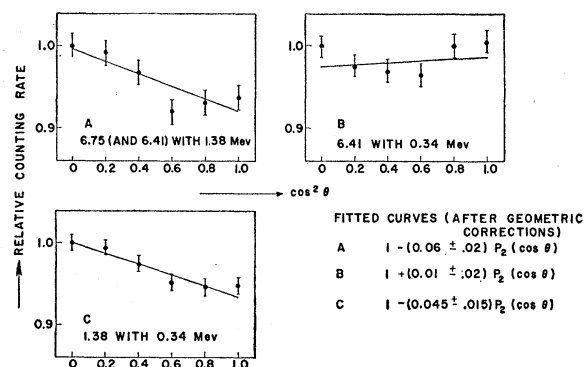 RELATIVE COUNTING RATE
1.0
0.9
A
6.75 (AND 6.41) WITH 1.38 Mev
0 0.2 0.4 0.6 0.8 1.0
1.0
0.9
B
6.41 WITH 0.34 Mev
0 0.2 0.4 0.6 0.8 1.0
cos² θ
1.0
0.9
C
1.38 WITH 0.34 Mev
0 0.2 0.4 0.6 0.8 1.0
FITTED CURVES (AFTER GEOMETRIC
CORRECTIONS)
A 1 -(0.06 ± .02) P₂ (cos θ)
B 1 +(0.01 ± .02) P₂ (cos θ)
C 1 -(0.045 ± .015) P₂ (cos θ)